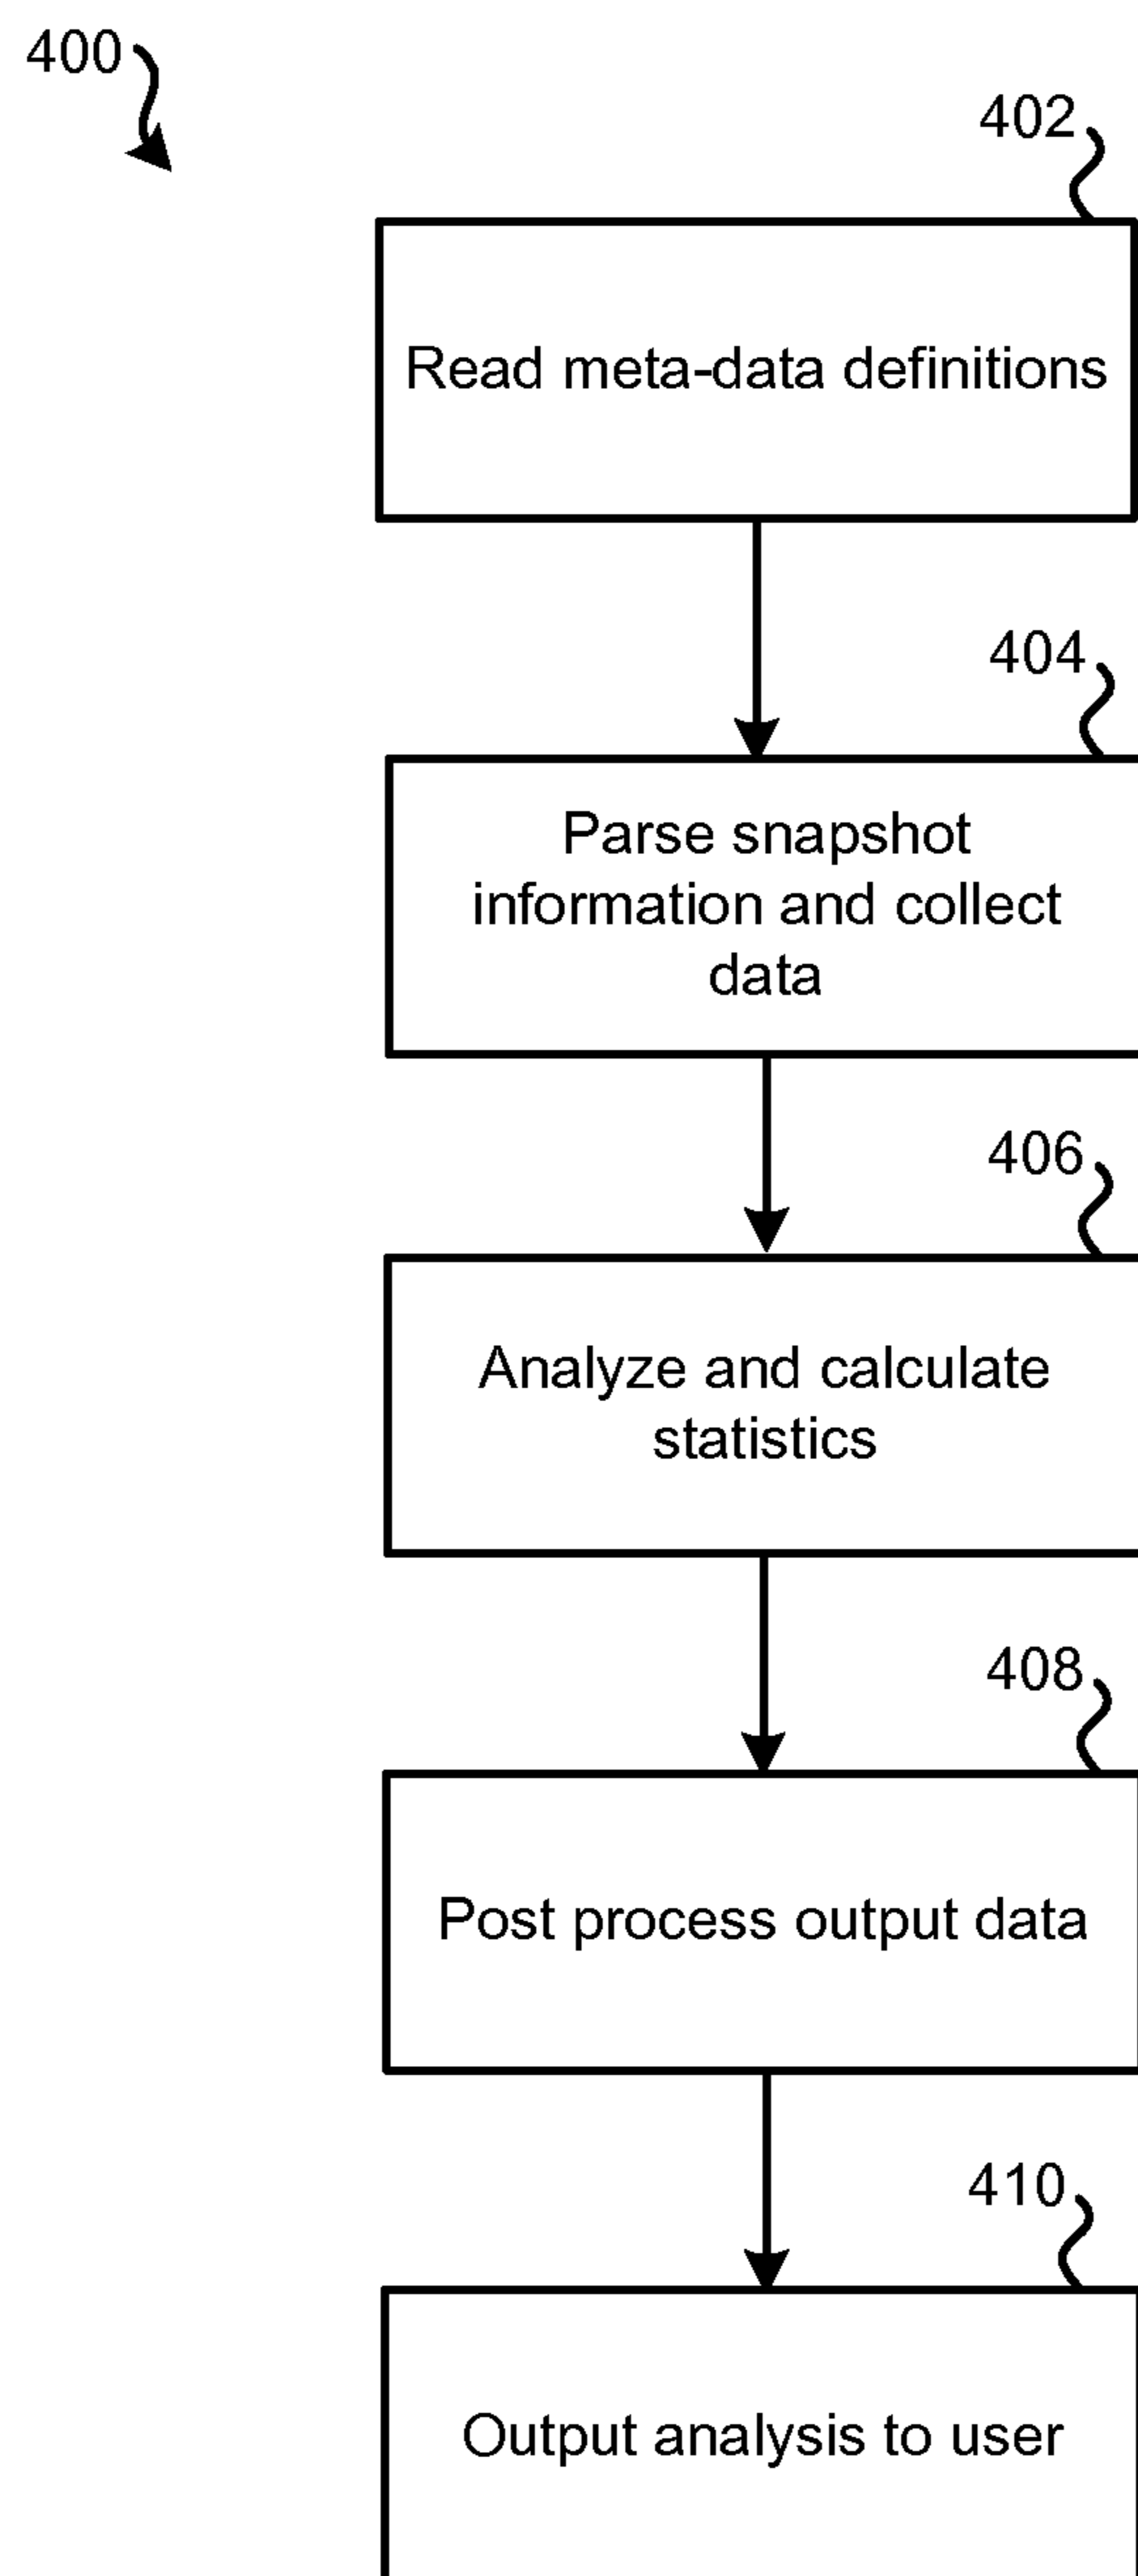 400
402
Read meta-data definitions
404
Parse snapshot
information and collect
data
406
Analyze and calculate
statistics
408
Post process output data
410
Output analysis to user